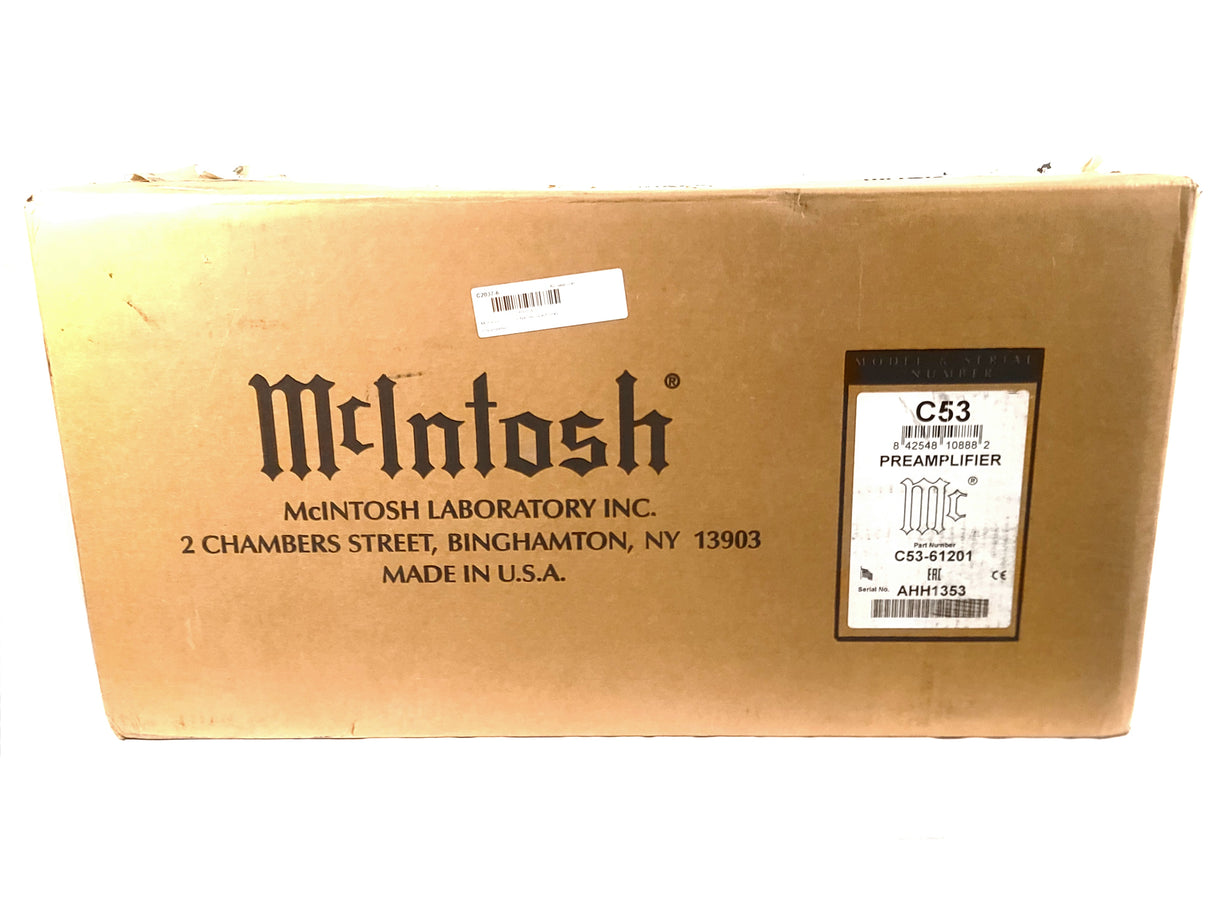 McIntosh®
McINTOSH LABORATORY INC.
2 CHAMBERS STREET, BINGHAMTON, NY 13903
MADE IN U.S.A.
MODEL & SERIAL
NUMBER
C53
8 42548 10888 2
PREAMPLIFIER
Mc®
Part Number
C53-61201
EAC CE
Serial No. AHH1353